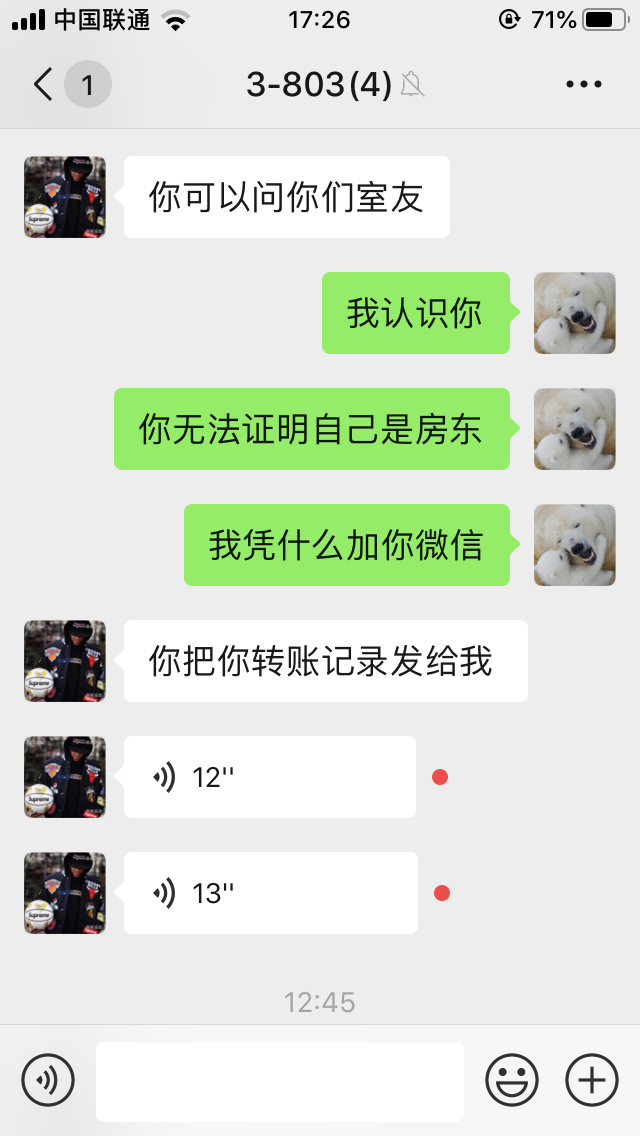 中国联通 17:26 71%
1 3-803(4)
你可以问你们室友
我认识你
你无法证明自己是房东
我凭什么加你微信
你把你转账记录发给我
12''
13''
12:45